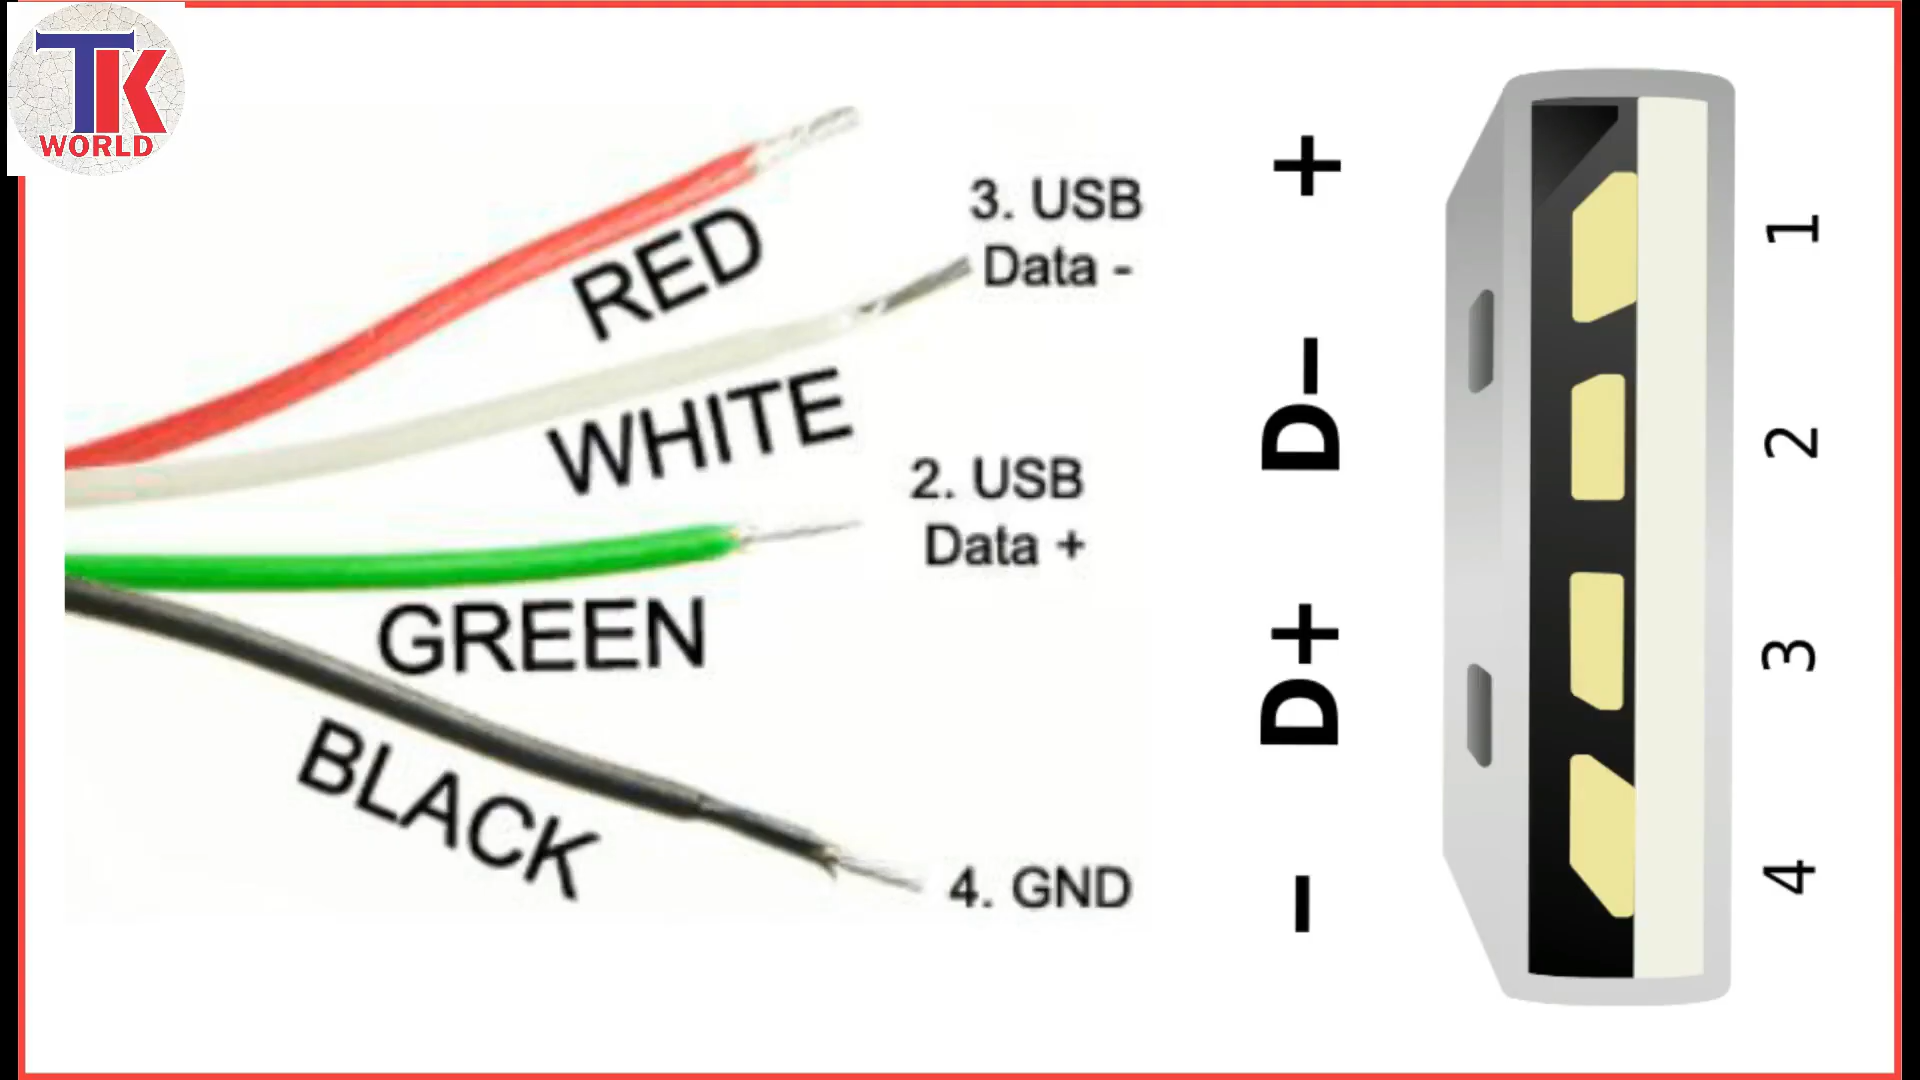 TK
WORLD
RED
3. USB
Data -
WHITE
2. USB
Data +
GREEN
BLACK
4. GND
+
D-
D+
-
1
2
3
4